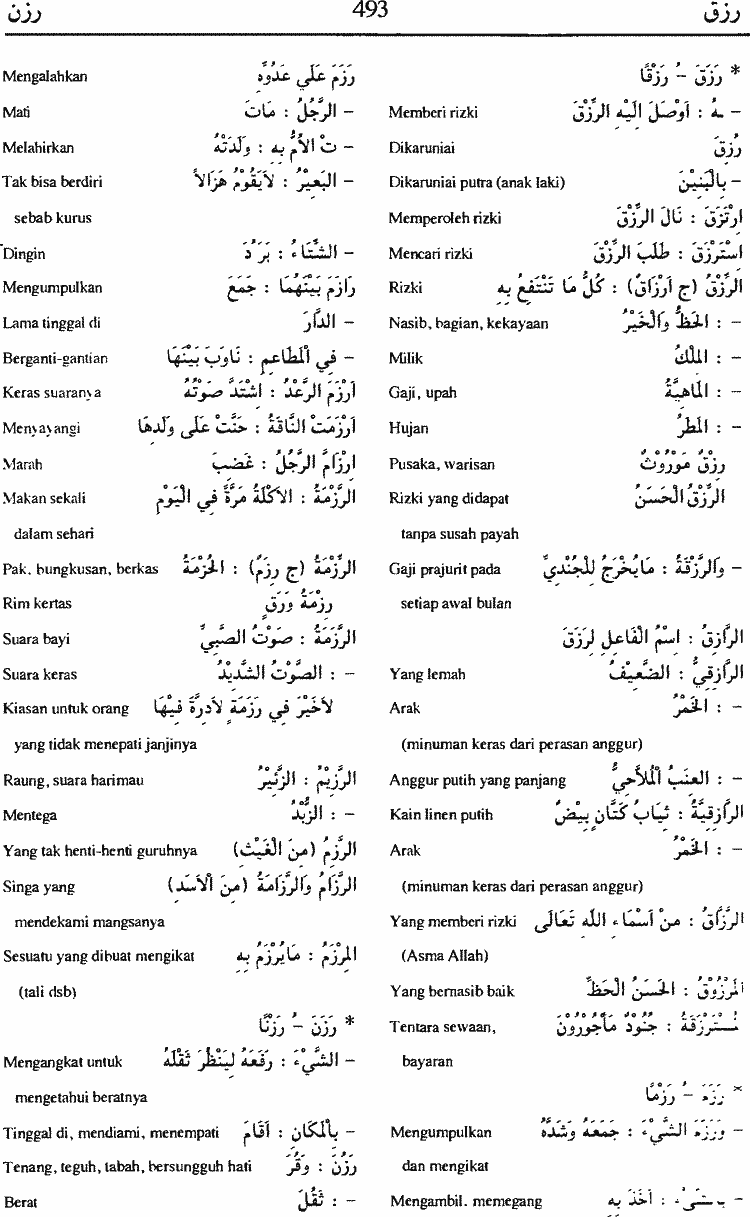 رزق 493 رزن
* رَزَقَ – ُ رَزْقًا
– ـهُ : اَوْصَلَ اِلَيْهِ الرِّزْقَ Memberi rizki
رُزِقَ Dikaruniai
– بِالْبَنِيْنَ Dikaruniai putra (anak laki)
اِرْتَزَقَ : نَالَ الرِّزْقَ Memperoleh rizki
اِسْتَرْزَقَ : طَلَبَ الرِّزْقَ Mencari rizki
الرِّزْقُ (ج اَرْزَاقٌ) : كُلُّ مَا تَنْتَفِعُ بِهِ Rizki
– : الحَظُّ وَالْخَيْرُ Nasib, bagian, kekayaan
– : المِلْكُ Milik
– : المَاهِيَّةُ Gaji, upah
– : المَطَرُ Hujan
رِزْقٌ مَوْرُوْثٌ Pusaka, warisan
الرِّزْقُ الْحَسَنُ Rizki yang didapat
tanpa susah payah
– وَالرَّزْقَةُ : مَايُخْرَجُ لِلْجُنْدِيِّ Gaji prajurit pada
setiap awal bulan
الرَّازِقُ : اِسْمُ الْفَاعِلِ لِرَزَقَ
الرَّازِقِيُّ : الضَّعِيْفُ Yang lemah
– : الخَمْرُ Arak
(minuman keras dari perasan anggur)
– : العِنَبُ الْمُلَاحِيُّ Anggur putih yang panjang
الرَّازِقِيَّةُ : ثِيَابُ كَتَّانٍ بِيْضٌ Kain linen putih
– : الخَمْرُ Arak
(minuman keras dari perasan anggur)
الرَّزَّاقُ : مِنْ اَسْمَاءِ اللّٰهِ تَعَالَى Yang memberi rizki
(Asma Allah)
المَرْزُوْقُ : الحَسَنُ الْحَظِّ Yang bernasib baik
المُسْتَرْزِقَةُ : جُنُوْدٌ مَأْجُوْرُوْنَ Tentara sewaan,
bayaran
* رَزَمَ – ُ رَزْمًا
– وَرَزَّمَ الشَّيْءَ : جَمَعَهُ وَشَدَّهُ Mengumpulkan
dan mengikat
– بِالشَّيْءِ : اَخَذَ بِهِ Mengambil, memegang
رَزَمَ عَلَى عَدُوِّهِ Mengalahkan
– الرَّجُلُ : مَاتَ Mati
– تِ الاُمُّ بِهِ : وَلَدَتْهُ Melahirkan
– البَعِيْرُ : لاَيَقُوْمُ هَزَالاً Tak bisa berdiri
sebab kurus
– الشِّتَاءُ : بَرُدَ Dingin
رَازَمَ بَيْنَهُمَا : جَمَعَ Mengumpulkan
– الدَّارَ Lama tinggal di
– فِي الْمَطَاعِمِ : نَاوَبَ بَيْنَهَا Berganti-gantian
اَرْزَمَ الرَّعْدُ : اشْتَدَّ صَوْتُهُ Keras suaranya
اَرْزَمَتِ النَّاقَةُ : حَنَّتْ عَلَى وَلَدِهَا Menyayangi
اِرْزَامَّ الرَّجُلُ : غَضِبَ Marah
الرَّزْمَةُ : الاَكْلَةُ مَرَّةً فِي الْيَوْمِ Makan sekali
dalam sehari
الرِّزْمَةُ (ج رِزَمٌ) : الحُزْمَةُ Pak, bungkusan, berkas
رِزْمَةُ وَرَقٍ Rim kertas
الرَّزَمَةُ : صَوْتُ الصَّبِيِّ Suara bayi
– : الصَّوْتُ الشَّدِيْدُ Suara keras
لاَخَيْرَ فِي رَزَمَةٍ لاَدِرَّةَ فِيْهَا Kiasan untuk orang
yang tidak menepati janjinya
الرَّزِيْمُ : الزَّئِيْرُ Raung, suara harimau
– : الزُّبْدُ Mentega
الرَّزِمُ (مِنَ الْغَيْثِ) Yang tak henti-henti guruhnya
الرَّزَّامُ وَالرَّزَّامَةُ (مِنَ الْاَسَدِ) Singa yang
mendekami mangsanya
المِرْزَمُ : مَايُرْزَمُ بِهِ Sesuatu yang dibuat mengikat
(tali dsb)
* رَزَنَ – ُ رَزْنًا
– الشَّيْءَ : رَفَعَهُ لِيَنْظُرَ ثِقْلَهُ Mengangkat untuk
mengetahui beratnya
– بِالْمَكَانِ : اَقَامَ Tinggal di, mendiami, menempati
رَزُنَ : وَقُرَ Tenang, teguh, tabah, bersungguh hati
– : ثَقُلَ Berat